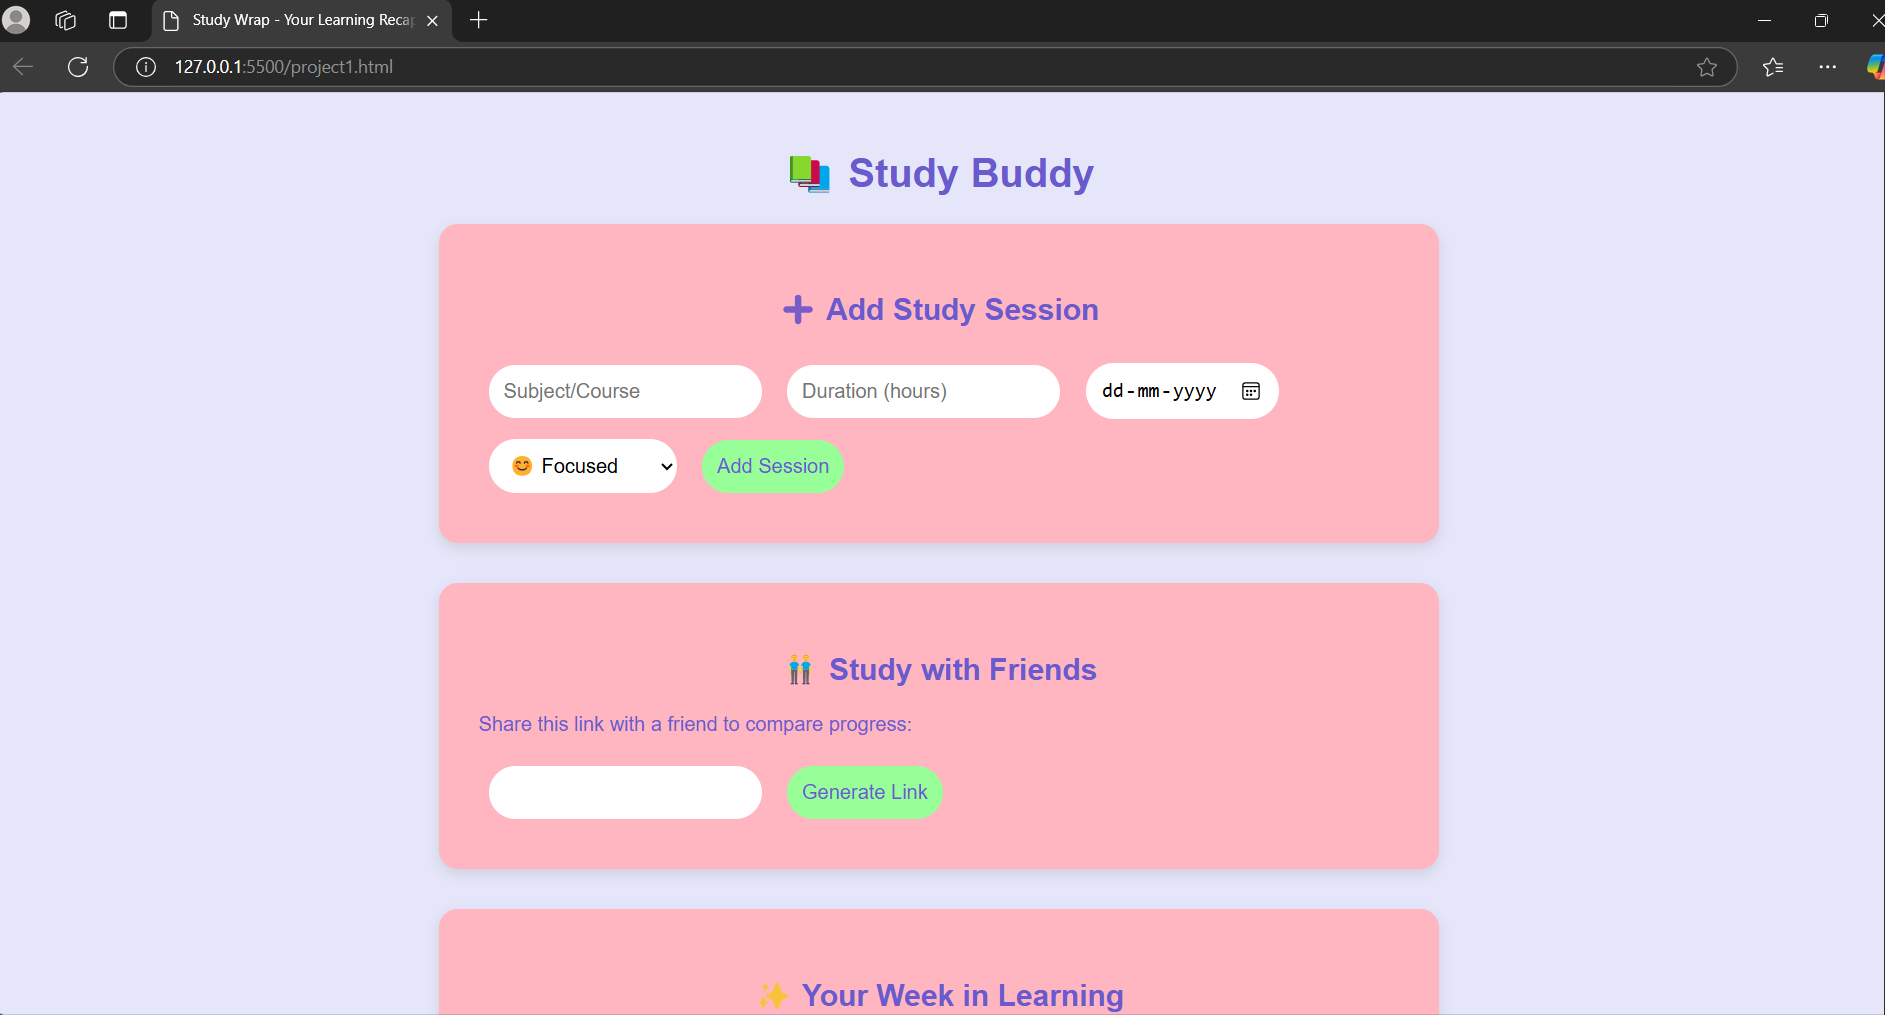 Study Wrap - Your Learning Recap
127.0.0.1:5500/project1.html
📚 Study Buddy
➕ Add Study Session
Subject/Course Duration (hours) dd-mm-yyyy
😊 Focused Add Session
👬 Study with Friends
Share this link with a friend to compare progress:
Generate Link
✨ Your Week in Learning